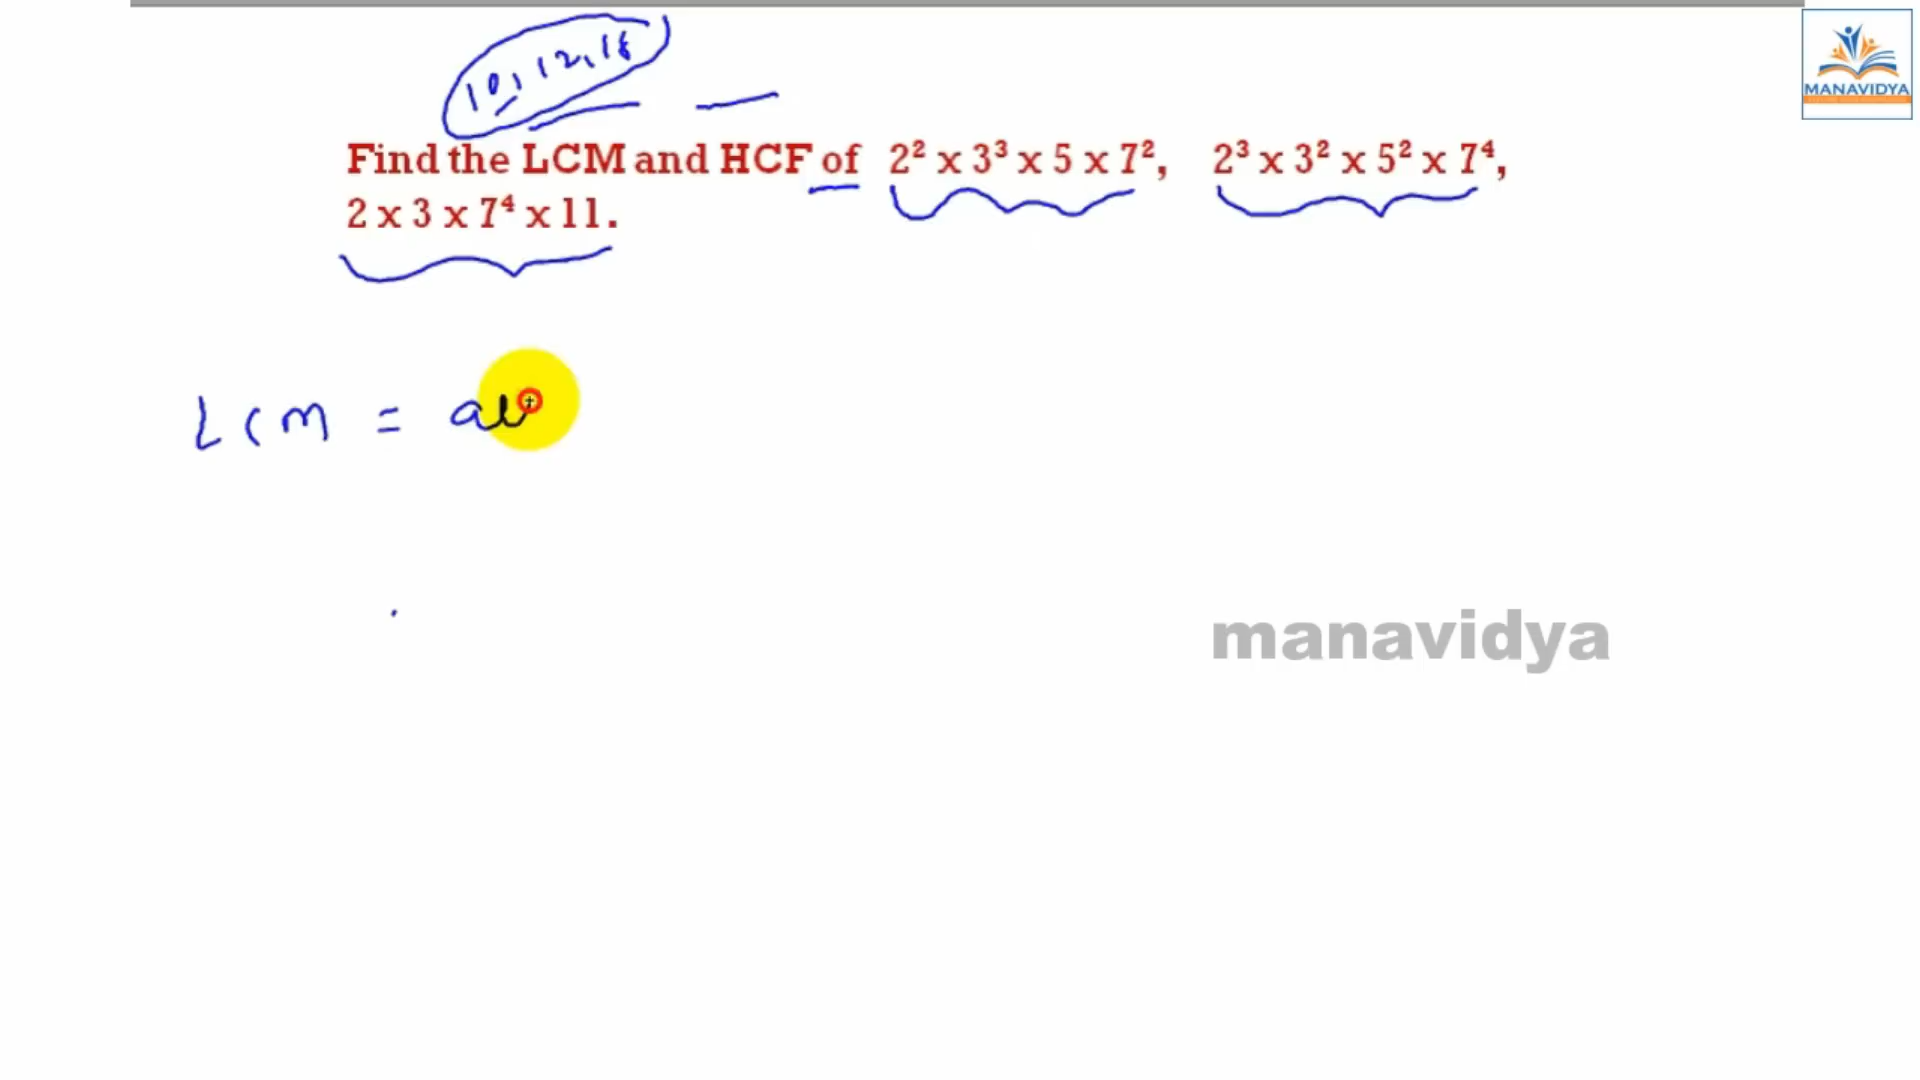 10, 12, 18
MANAVIDYA
Find the LCM and HCF of 2² x 3³ x 5 x 7², 2³ x 3² x 5² x 7⁴,
2 x 3 x 7⁴ x 11.
LCM =
manavidya